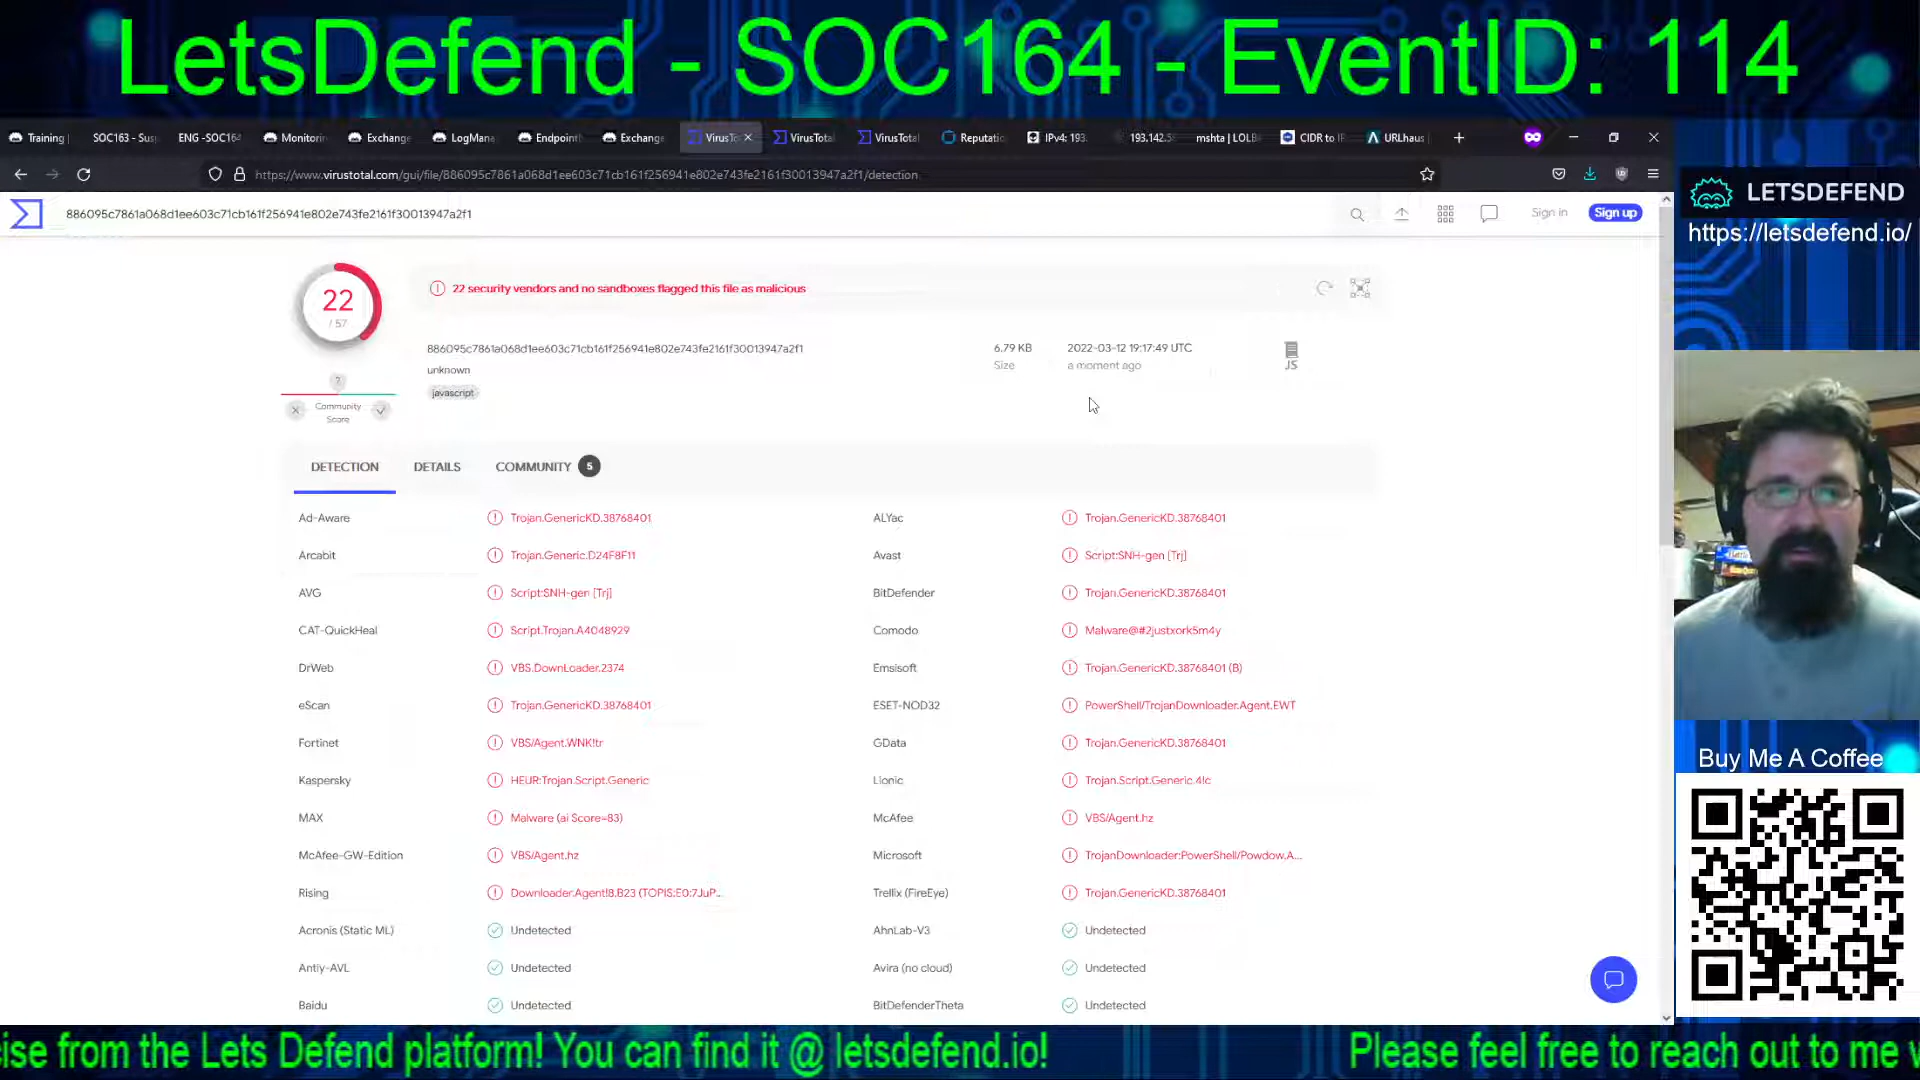 LetsDefend - SOC164 - EventID: 114
Training
SOC163 - Sus
ENG -SOC164
Monitorin
Exchange
LogMana
Endpoint
Exchange
VirusTo
VirusTotal
VirusTotal
Reputatio
IPv4: 193.
193.142.5
mshta | LOLB
CIDR to IP
URLhaus
https://www.virustotal.com/gui/file/886095c7861a068d1ee603c71cb161f256941e802e743fe2161f30013947a2f1/detection
886095c7861a068d1ee603c71cb161f256941e802e743fe2161f30013947a2f1
Sign in
Sign up
LETSDEFEND
https://letsdefend.io/
22
/ 57
22 security vendors and no sandboxes flagged this file as malicious
886095c7861a068d1ee603c71cb161f256941e802e743fe2161f30013947a2f1
unknown
javascript
6.79 KB
Size
2022-03-12 19:17:49 UTC
a moment ago
JS
?
Community
Score
DETECTION
DETAILS
COMMUNITY 5
Ad-Aware Trojan.GenericKD.38768401 ALYac Trojan.GenericKD.38768401
Arcabit Trojan.Generic.D24F8F11 Avast Script:SNH-gen [Trj]
AVG Script:SNH-gen [Trj] BitDefender Trojan.GenericKD.38768401
CAT-QuickHeal Script.Trojan.A4048929 Comodo Malware@#2justxork5m4y
DrWeb VBS.DownLoader.2374 Emsisoft Trojan.GenericKD.38768401 (B)
eScan Trojan.GenericKD.38768401 ESET-NOD32 PowerShell/TrojanDownloader.Agent.EWT
Fortinet VBS/Agent.WNK!tr GData Trojan.GenericKD.38768401
Kaspersky HEUR:Trojan.Script.Generic Lionic Trojan.Script.Generic.4!c
MAX Malware (ai Score=83) McAfee VBS/Agent.hz
McAfee-GW-Edition VBS/Agent.hz Microsoft TrojanDownloader:PowerShell/Powdow.A...
Rising Downloader.Agent!8.B23 (TOPIS:E0:7JuP... Trellix (FireEye) Trojan.GenericKD.38768401
Acronis (Static ML) Undetected AhnLab-V3 Undetected
Antiy-AVL Undetected Avira (no cloud) Undetected
Baidu Undetected BitDefenderTheta Undetected
Buy Me A Coffee
cise from the Lets Defend platform! You can find it @ letsdefend.io! Please feel free to reach out to me v